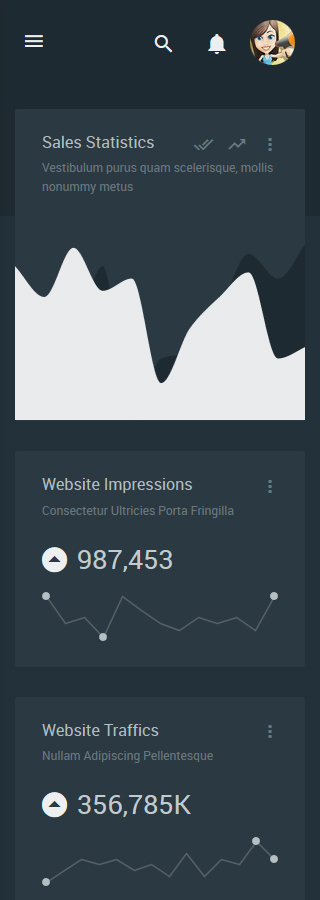 Sales Statistics
Vestibulum purus quam scelerisque, mollis
nonummy metus
Website Impressions
Consectetur Ultricies Porta Fringilla
987,453
Website Traffics
Nullam Adipiscing Pellentesque
356,785K